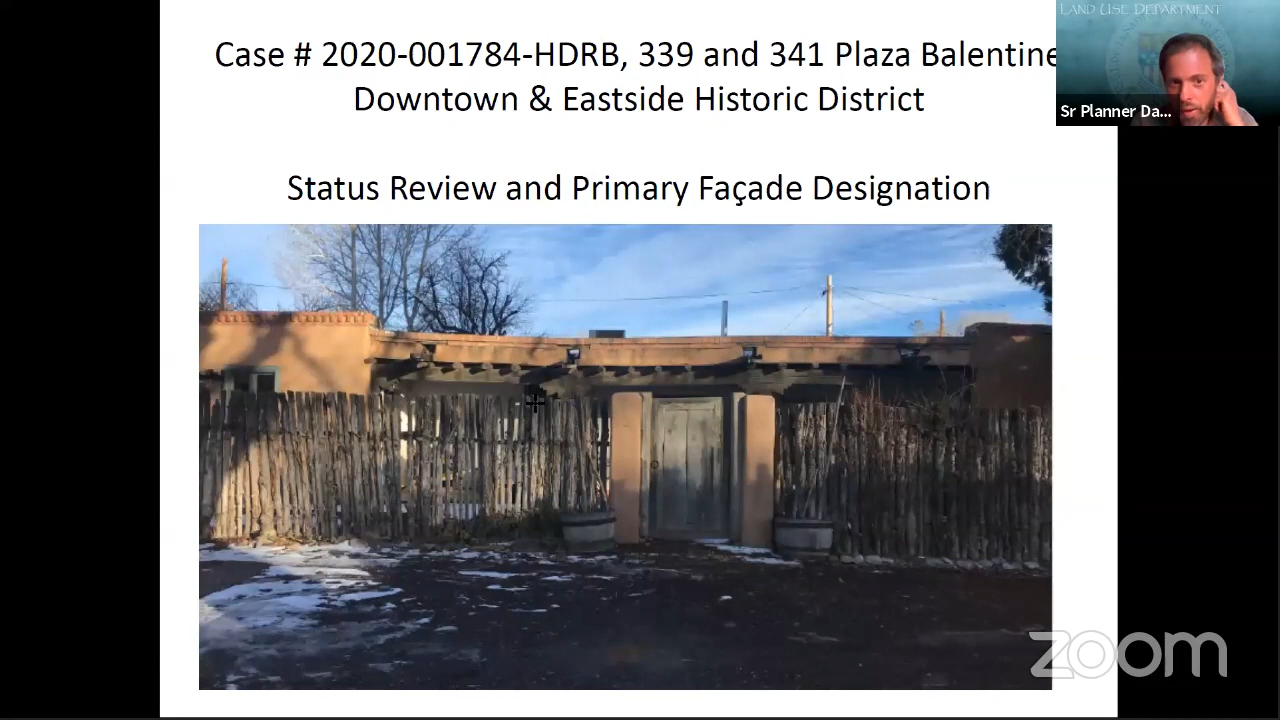 Case # 2020-001784-HDRB, 339 and 341 Plaza Balentine
Downtown & Eastside Historic District
Status Review and Primary Façade Designation
LAND USE DEPARTMENT
Sr Planner Da...
zoom